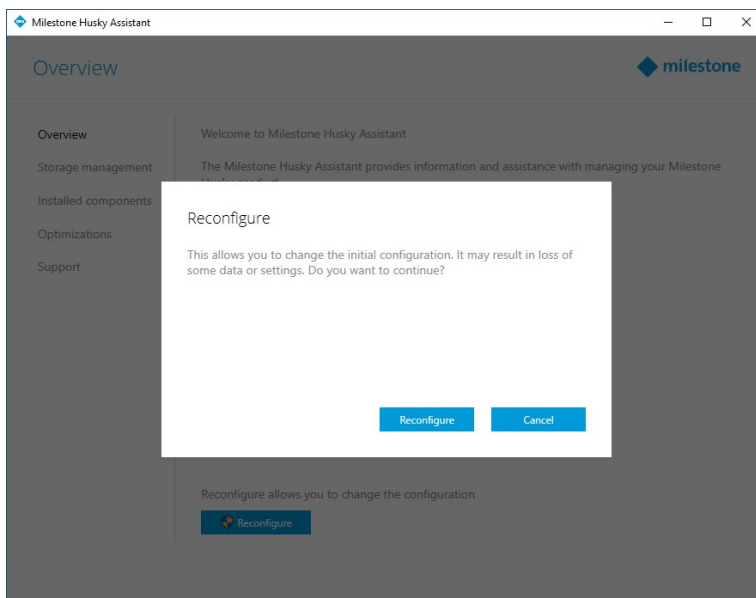 Milestone Husky Assistant
Overview
milestone
Overview
Storage management
Installed components
Optimizations
Support
Welcome to Milestone Husky Assistant
The Milestone Husky Assistant provides information and assistance with managing your Milestone
Reconfigure
This allows you to change the initial configuration. It may result in loss of
some data or settings. Do you want to continue?
Reconfigure
Cancel
Reconfigure allows you to change the configuration
Reconfigure